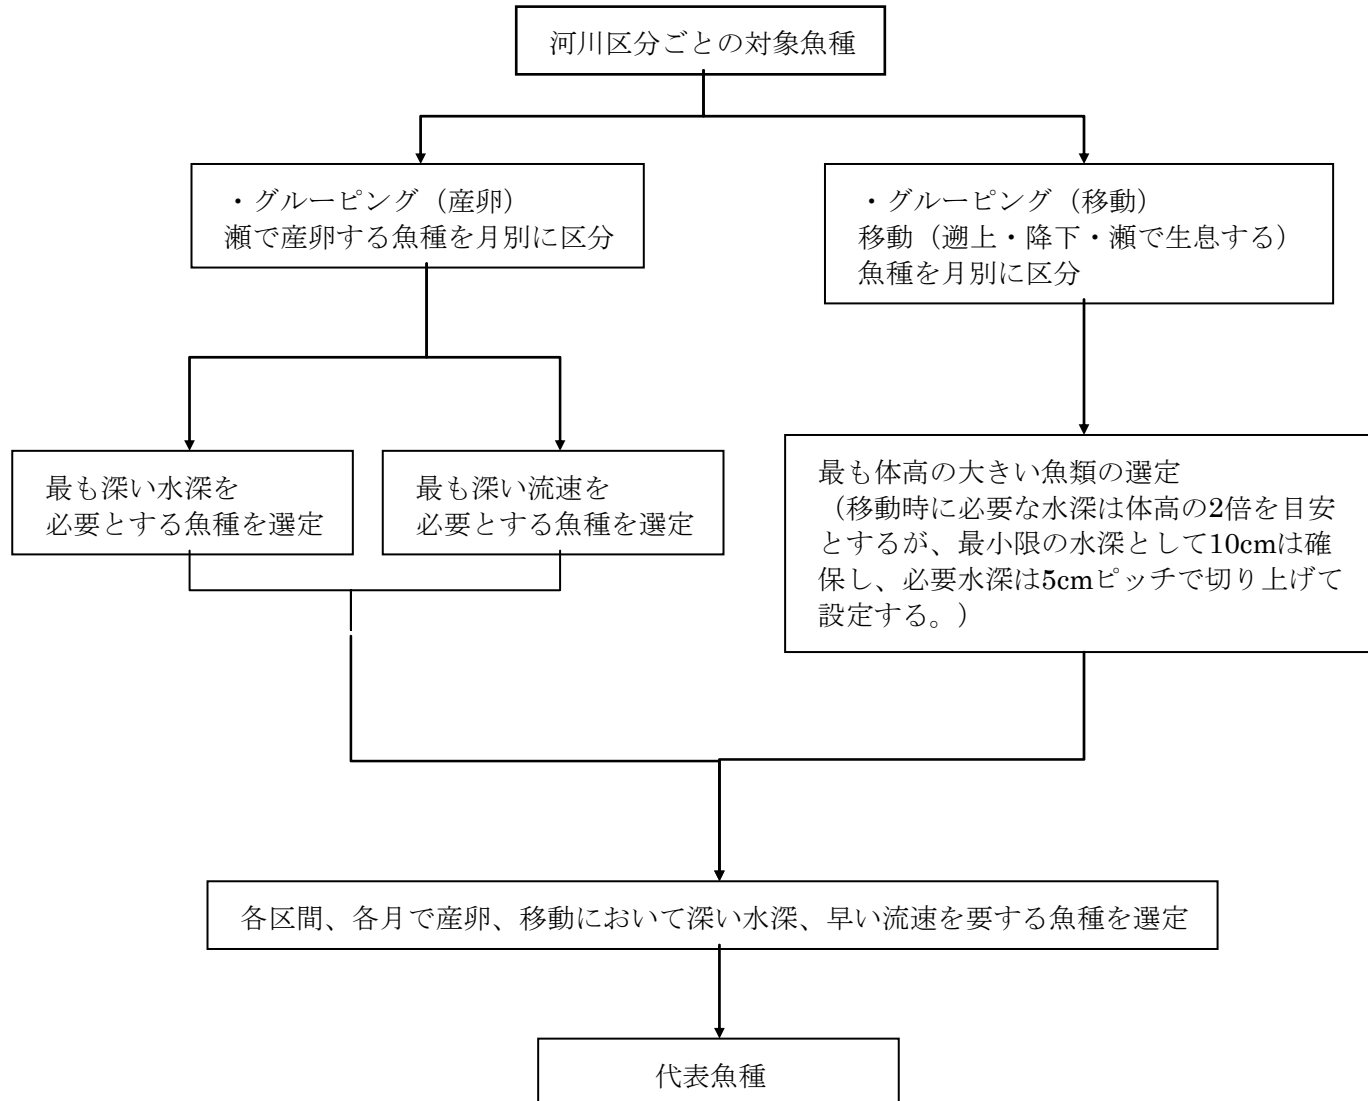 河川区分ごとの対象魚種
・グルーピング（産卵）
瀬で産卵する魚種を月別に区分
・グルーピング（移動）
移動（遡上・降下・瀬で生息する）
魚種を月別に区分
最も深い水深を
必要とする魚種を選定
最も深い流速を
必要とする魚種を選定
最も体高の大きい魚類の選定
（移動時に必要な水深は体高の2倍を目安
とするが、最小限の水深として10cmは確
保し、必要水深は5cmピッチで切り上げて
設定する。）
各区間、各月で産卵、移動において深い水深、早い流速を要する魚種を選定
代表魚種